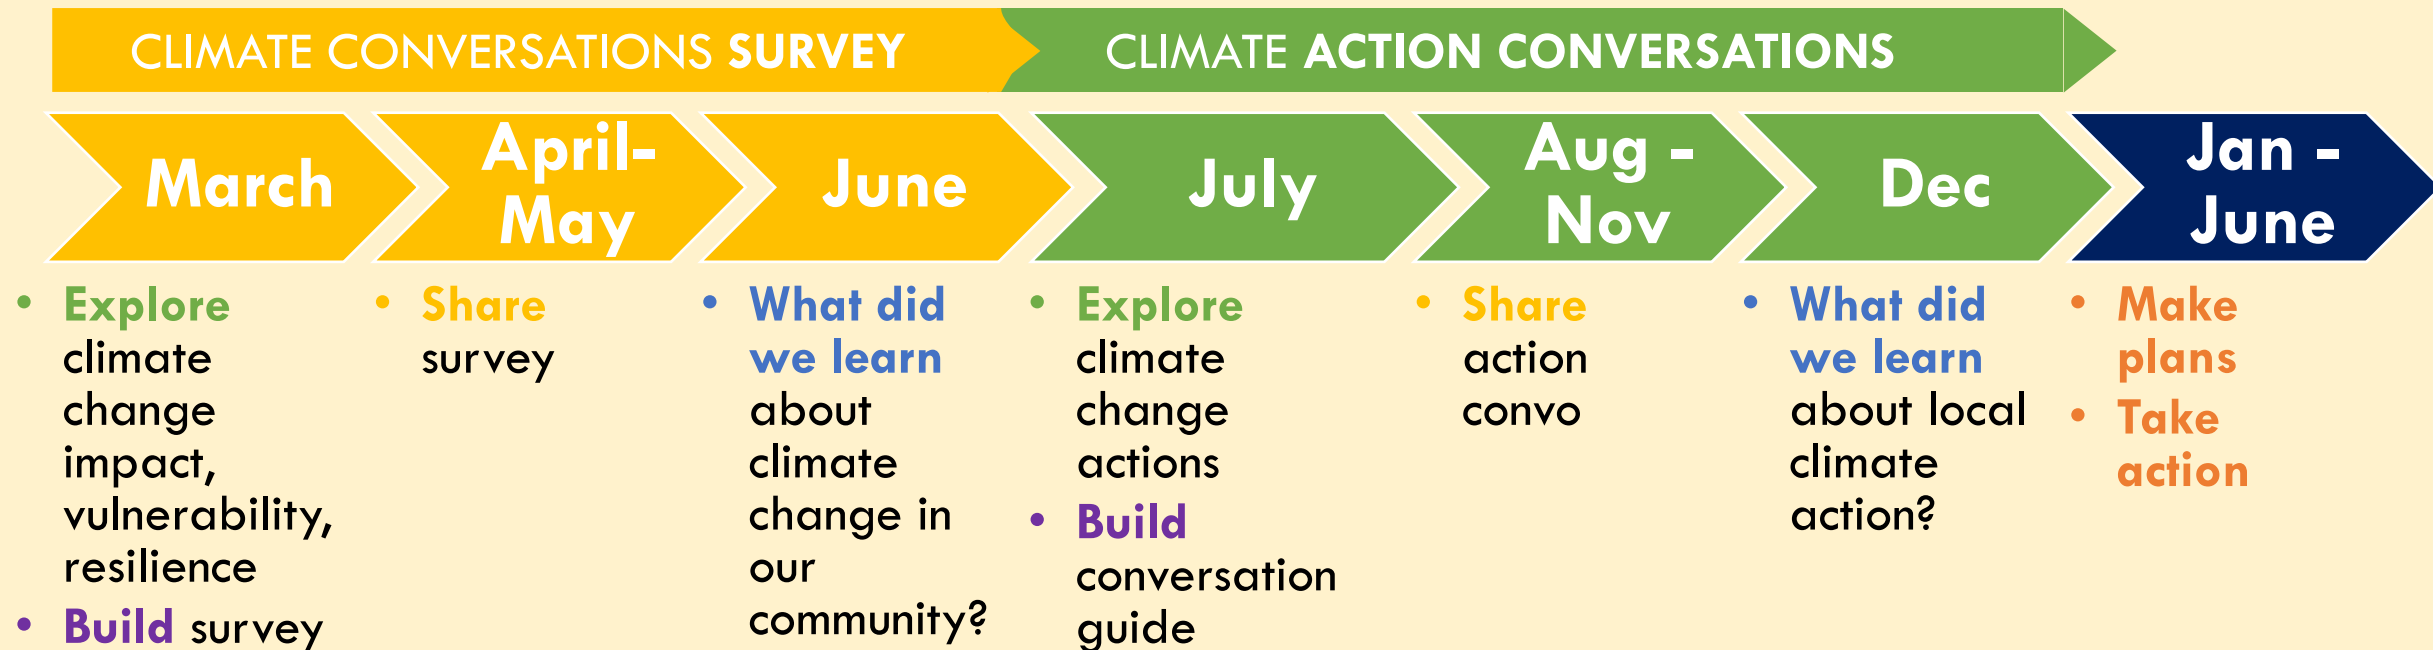 CLIMATE CONVERSATIONS SURVEY
CLIMATE ACTION CONVERSATIONS
March
April-
May
June
July
Aug -
Nov
Dec
Jan -
June
• Explore
climate
change
impact,
vulnerability,
resilience
• Build survey
• Share
survey
• What did
we learn
about
climate
change in
our
community?
• Explore
climate
change
actions
• Build
conversation
guide
• Share
action
convo
• What did
we learn
about local
climate
action?
• Make
plans
• Take
action